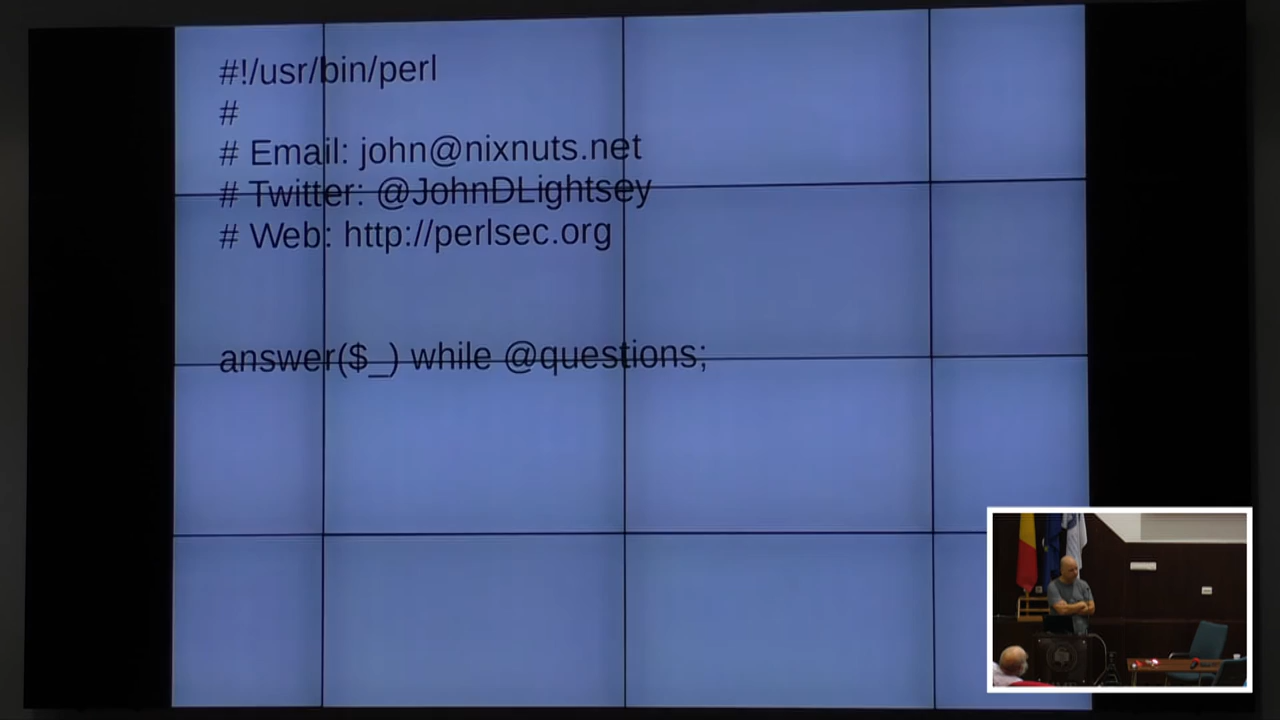 #!/usr/bin/perl
#
# Email: john@nixnuts.net
# Twitter: @JohnDLightsey
# Web: http://perlsec.org
answer($_) while @questions;